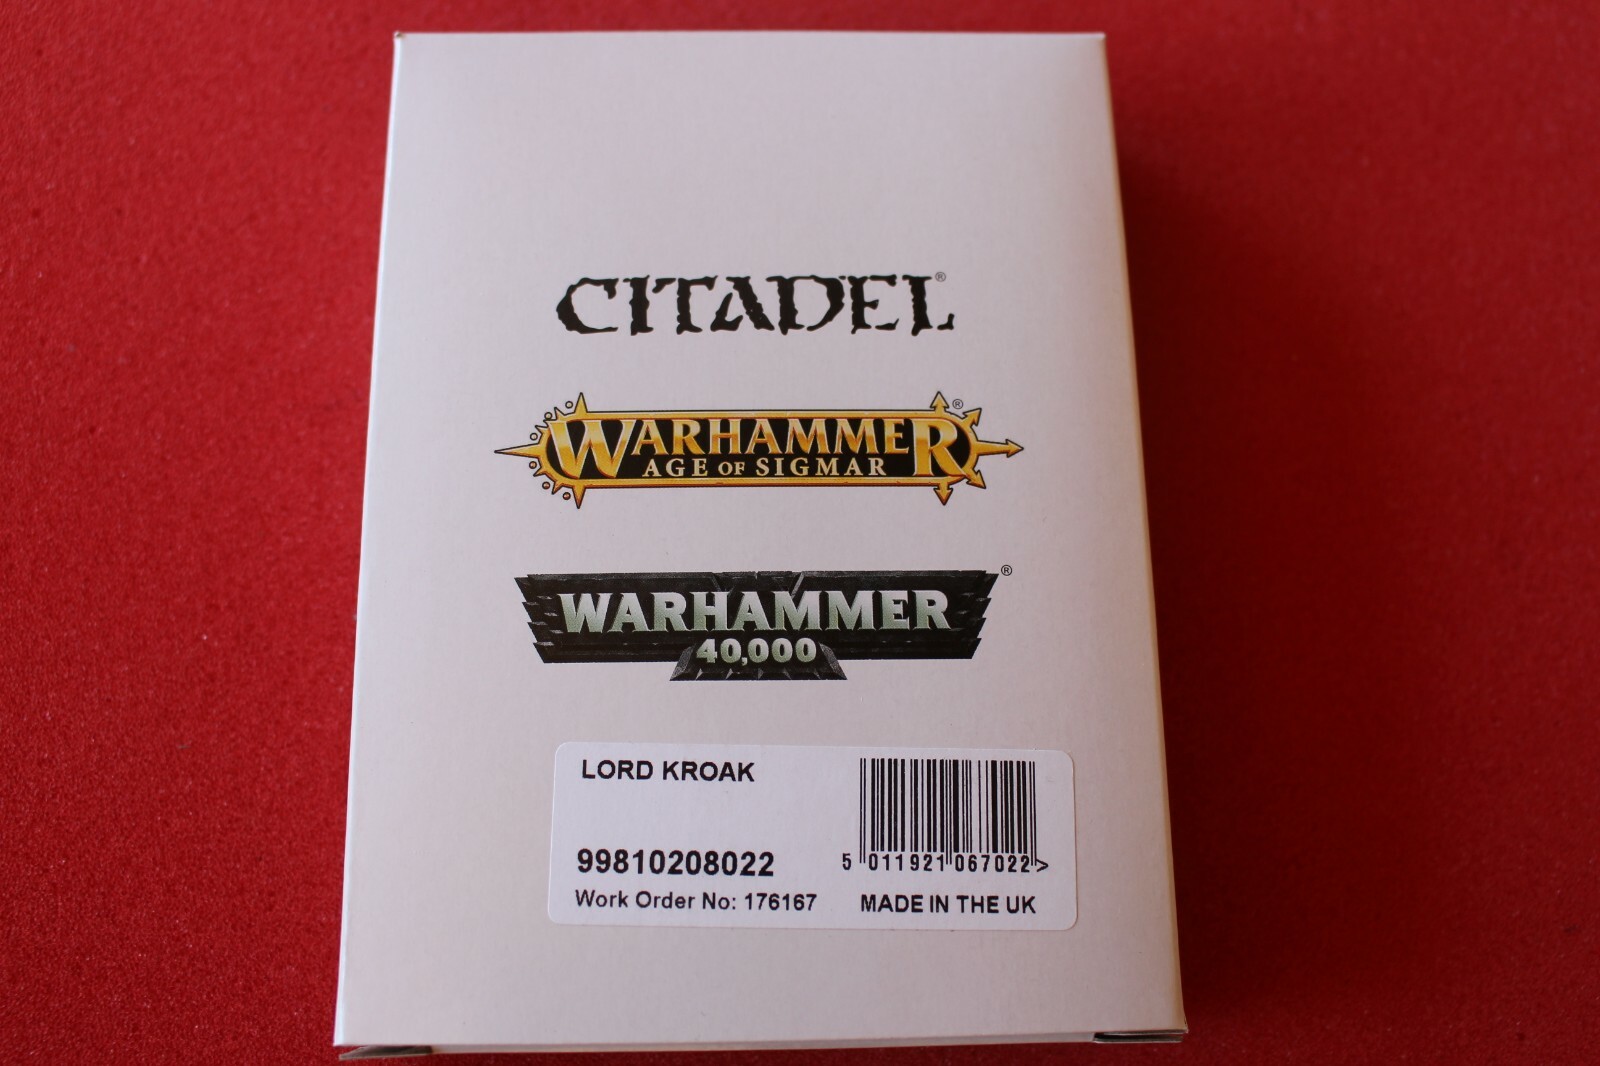 CITADEL®
WARHAMMER®
AGE OF SIGMAR
WARHAMMER®
40,000
LORD KROAK
99810208022
5 011921 067022 >
Work Order No: 176167
MADE IN THE UK